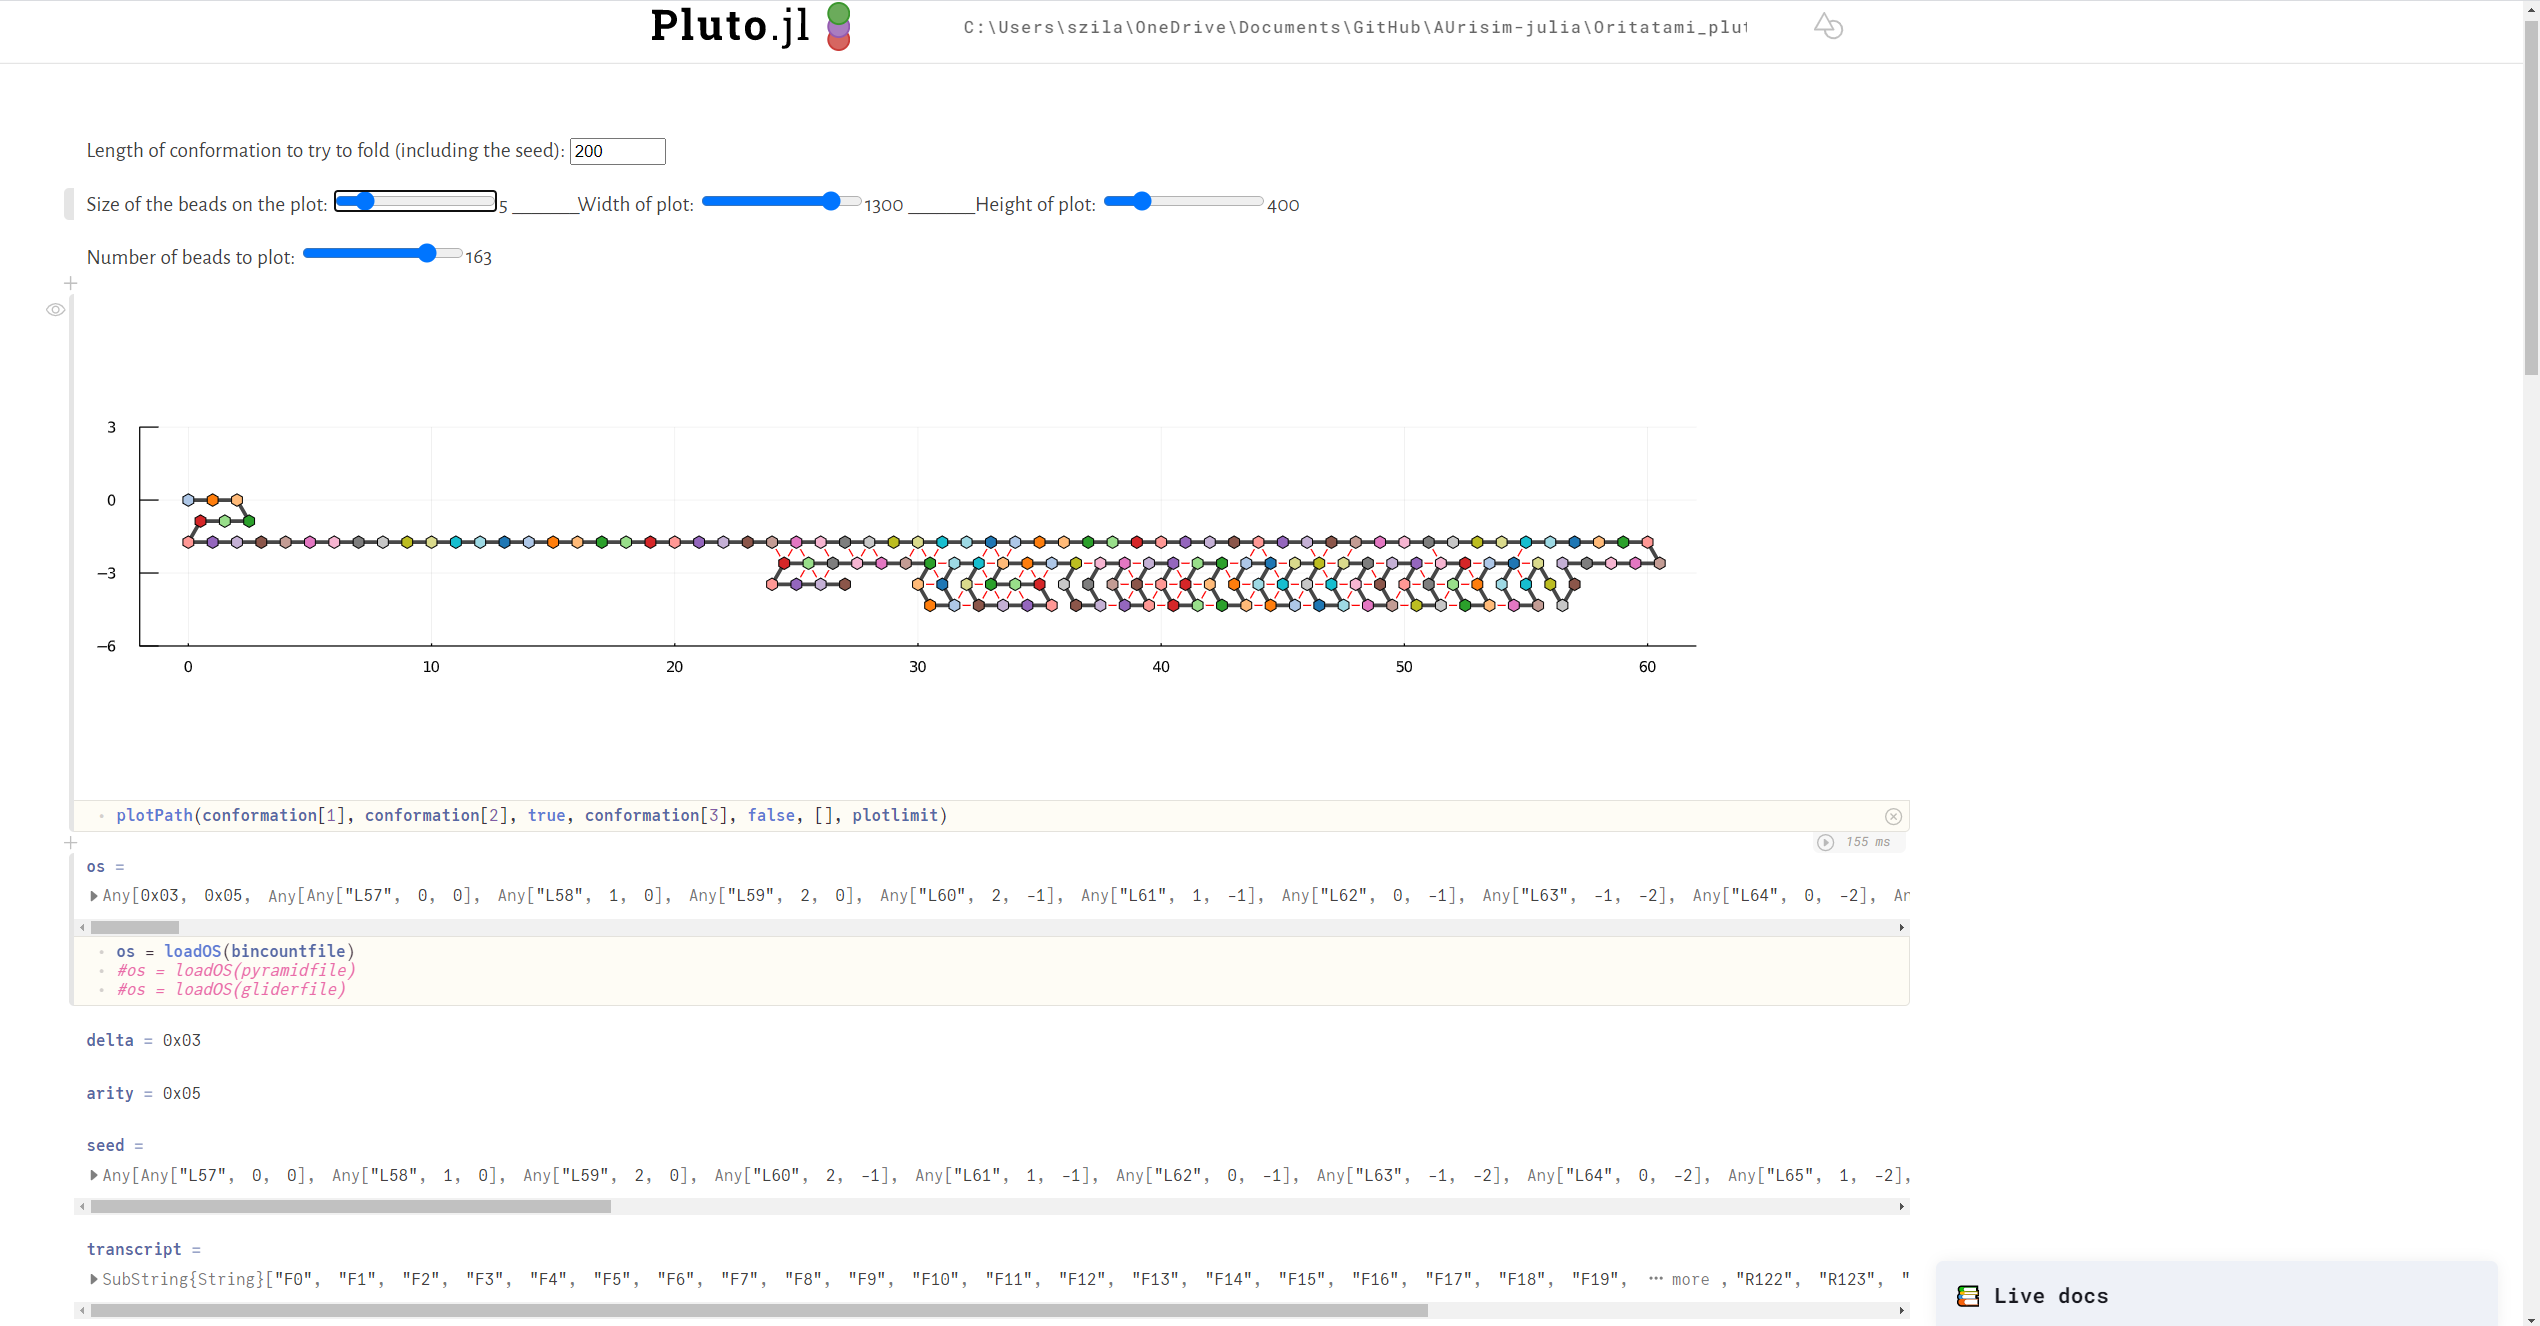 Pluto.jl
C:\Users\szila\OneDrive\Documents\GitHub\AUrisim-julia\Oritatami_plut
Length of conformation to try to fold (including the seed): 200
Size of the beads on the plot: 5 _______Width of plot: 1300 _______Height of plot: 400
Number of beads to plot: 163
3
0
−3
−6
0 10 20 30 40 50 60
plotPath(conformation[1], conformation[2], true, conformation[3], false, [], plotlimit)
155 ms
os =
Any[0x03, 0x05, Any[Any["L57", 0, 0], Any["L58", 1, 0], Any["L59", 2, 0], Any["L60", 2, -1], Any["L61", 1, -1], Any["L62", 0, -1], Any["L63", -1, -2], Any["L64", 0, -2], An
os = loadOS(bincountfile)
#os = loadOS(pyramidfile)
#os = loadOS(gliderfile)
delta = 0x03
arity = 0x05
seed =
Any[Any["L57", 0, 0], Any["L58", 1, 0], Any["L59", 2, 0], Any["L60", 2, -1], Any["L61", 1, -1], Any["L62", 0, -1], Any["L63", -1, -2], Any["L64", 0, -2], Any["L65", 1, -2],
transcript =
SubString{String}["F0", "F1", "F2", "F3", "F4", "F5", "F6", "F7", "F8", "F9", "F10", "F11", "F12", "F13", "F14", "F15", "F16", "F17", "F18", "F19", ··· more , "R122", "R123", "
Live docs